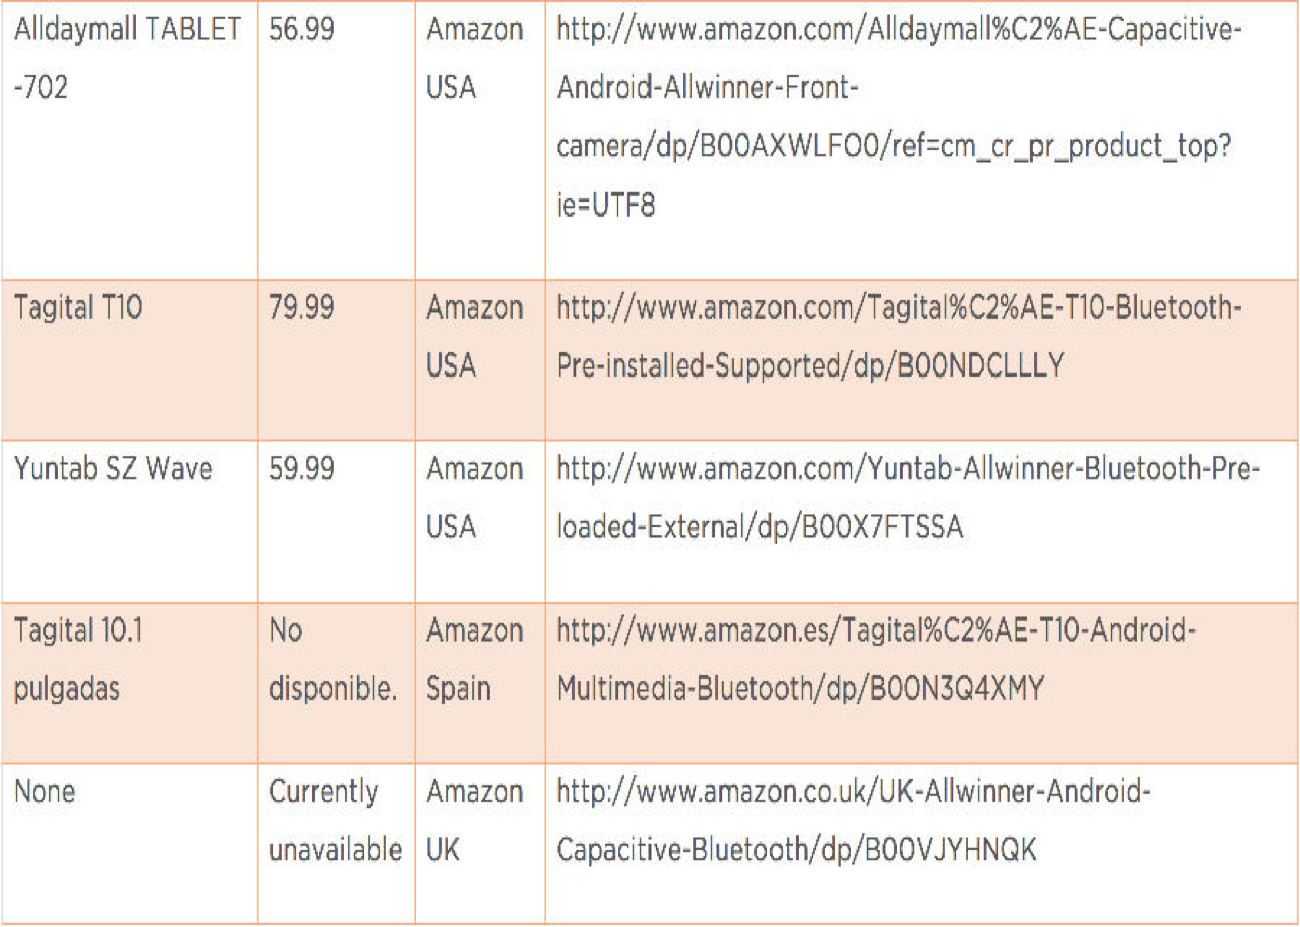 Alldaymall TABLET 56.99 Amazon http://www.amazon.com/Alldaymall%C2%AE-Capacitive-
-702 USA Android-Allwinner-Front-
camera/dp/B00AXWLFO0/ref=cm_cr_pr_product_top?
ie=UTF8
Tagital T10 79.99 Amazon http://www.amazon.com/Tagital%C2%AE-T10-Bluetooth-
USA Pre-installed-Supported/dp/B00NDCLLLY
Yuntab SZ Wave 59.99 Amazon http://www.amazon.com/Yuntab-Allwinner-Bluetooth-Pre-
USA loaded-External/dp/B00X7FTSSA
Tagital 10.1 No Amazon http://www.amazon.es/Tagital%C2%AE-T10-Android-
pulgadas disponible. Spain Multimedia-Bluetooth/dp/B00N3Q4XMY
None Currently Amazon http://www.amazon.co.uk/UK-Allwinner-Android-
unavailable UK Capacitive-Bluetooth/dp/B00VJYHNQK